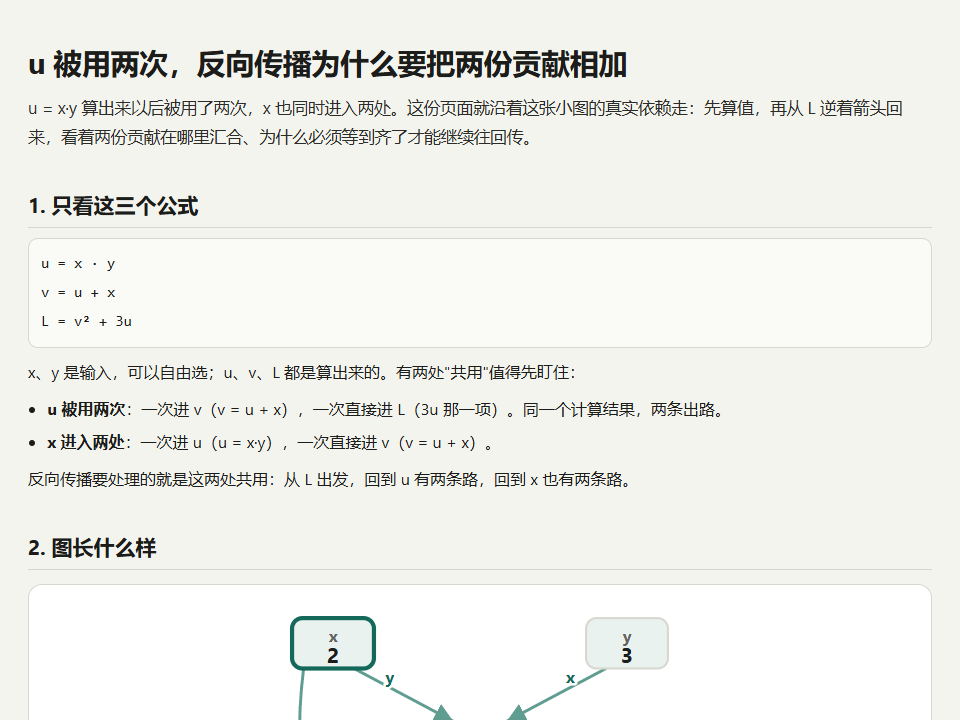 u 被用两次，反向传播为什么要把两份贡献相加
u = x·y 算出来以后被用了两次，x 也同时进入两处。这份页面就沿着这张小图的真实依赖走：先算值，再从 L 逆着箭头回
来，看着两份贡献在哪里汇合、为什么必须等到齐了才能继续往回传。
1. 只看这三个公式
u = x · y
v = u + x
L = v² + 3u
x、y 是输入，可以自由选；u、v、L 都是算出来的。有两处"共用"值得先盯住：
• u 被用两次：一次进 v（v = u + x），一次直接进 L（3u 那一项）。同一个计算结果，两条出路。
• x 进入两处：一次进 u（u = x·y），一次直接进 v（v = u + x）。
反向传播要处理的就是这两处共用：从 L 出发，回到 u 有两条路，回到 x 也有两条路。
2. 图长什么样
x
2
y
3
y
x